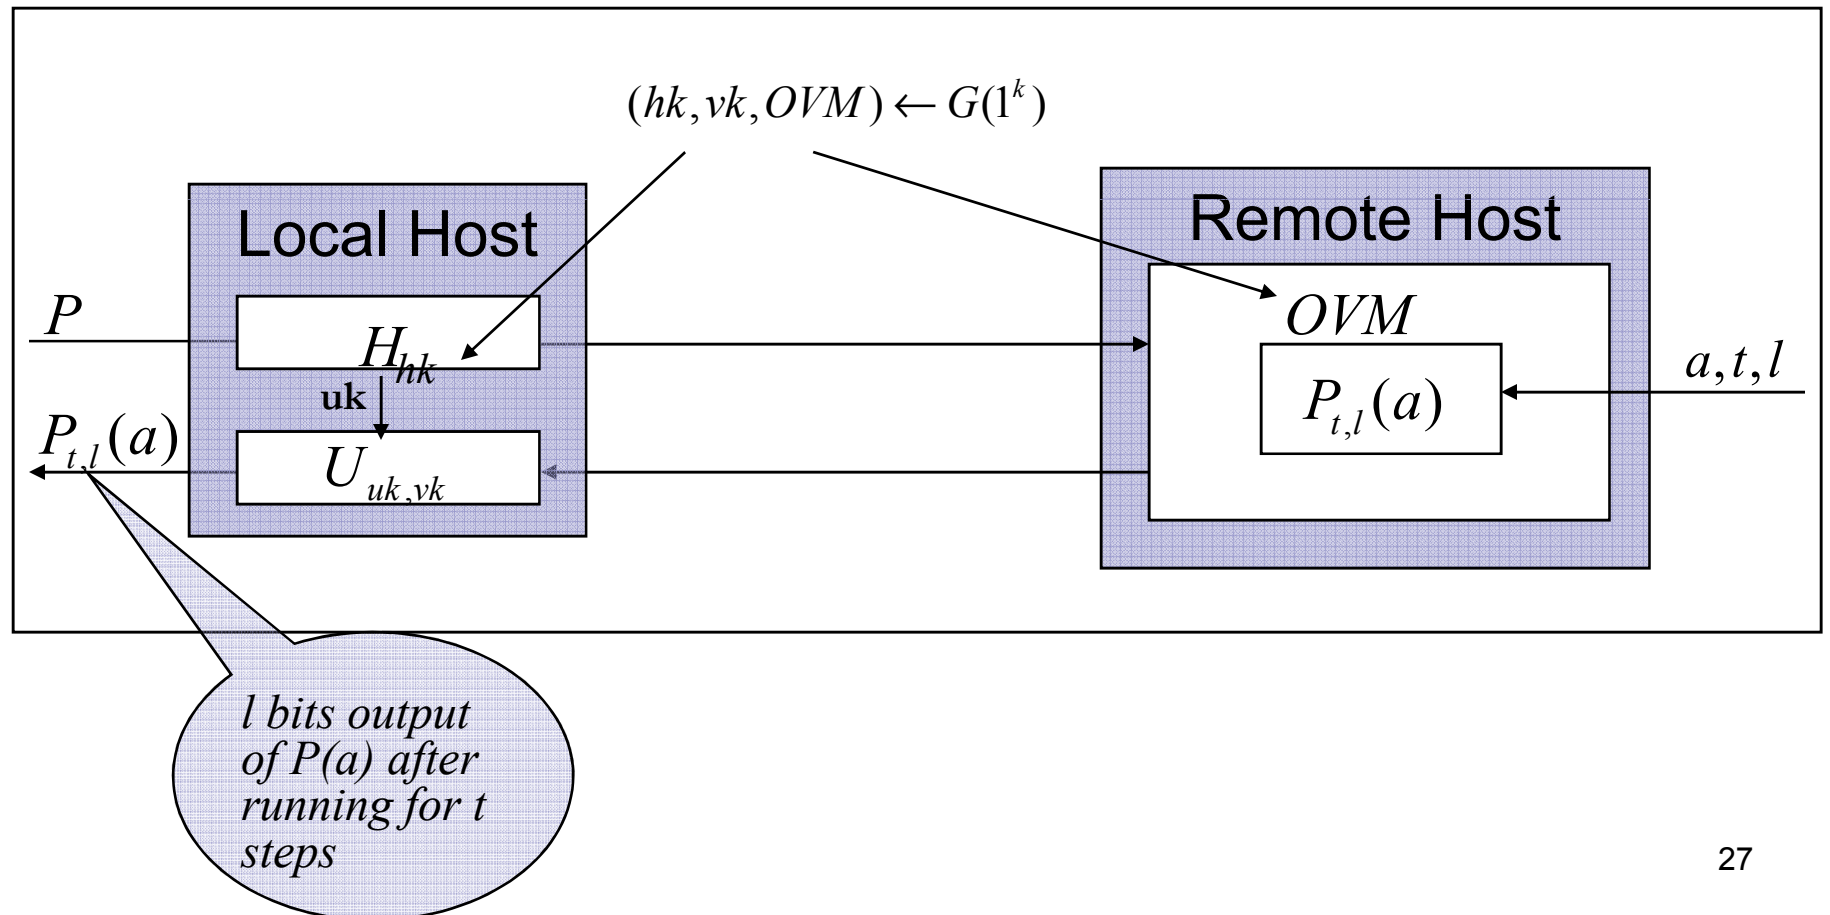 (hk, vk, OVM) ← G(1^k)
Local Host
Remote Host
P
H_hk
OVM
uk
a, t, l
P_t,l(a)
P_t,l(a)
U_uk,vk
l bits output
of P(a) after
running for t
steps
27